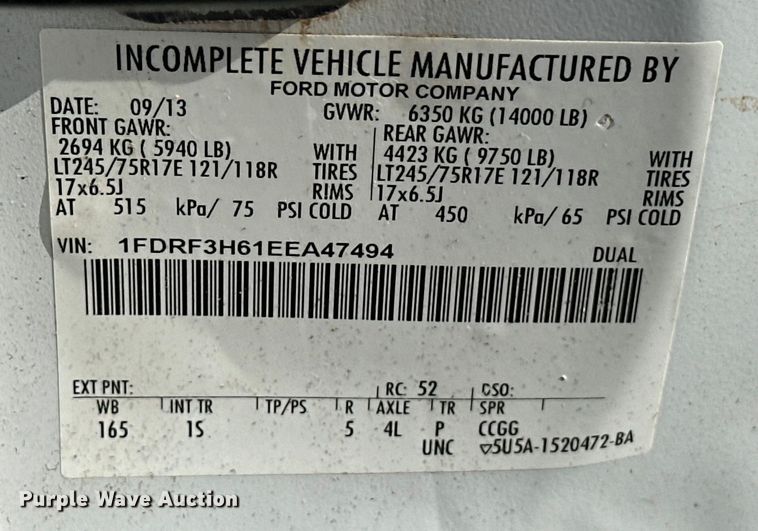 INCOMPLETE VEHICLE MANUFACTURED BY
FORD MOTOR COMPANY
DATE: 09/13 GVWR: 6350 KG (14000 LB)
FRONT GAWR: REAR GAWR:
2694 KG ( 5940 LB) WITH 4423 KG ( 9750 LB) WITH
LT245/75R17E 121/118R TIRES LT245/75R17E 121/118R TIRES
17x6.5J RIMS 17x6.5J RIMS
AT 515 kPa/ 75 PSI COLD AT 450 kPa/ 65 PSI COLD
VIN: 1FDRF3H61EEA47494 DUAL
EXT PNT: RC: 52 DSO:
WB INT TR TP/PS R AXLE TR SPR
165 1S 5 4L P CCGG
UNC 5U5A-1520472-BA
Purple Wave Auction